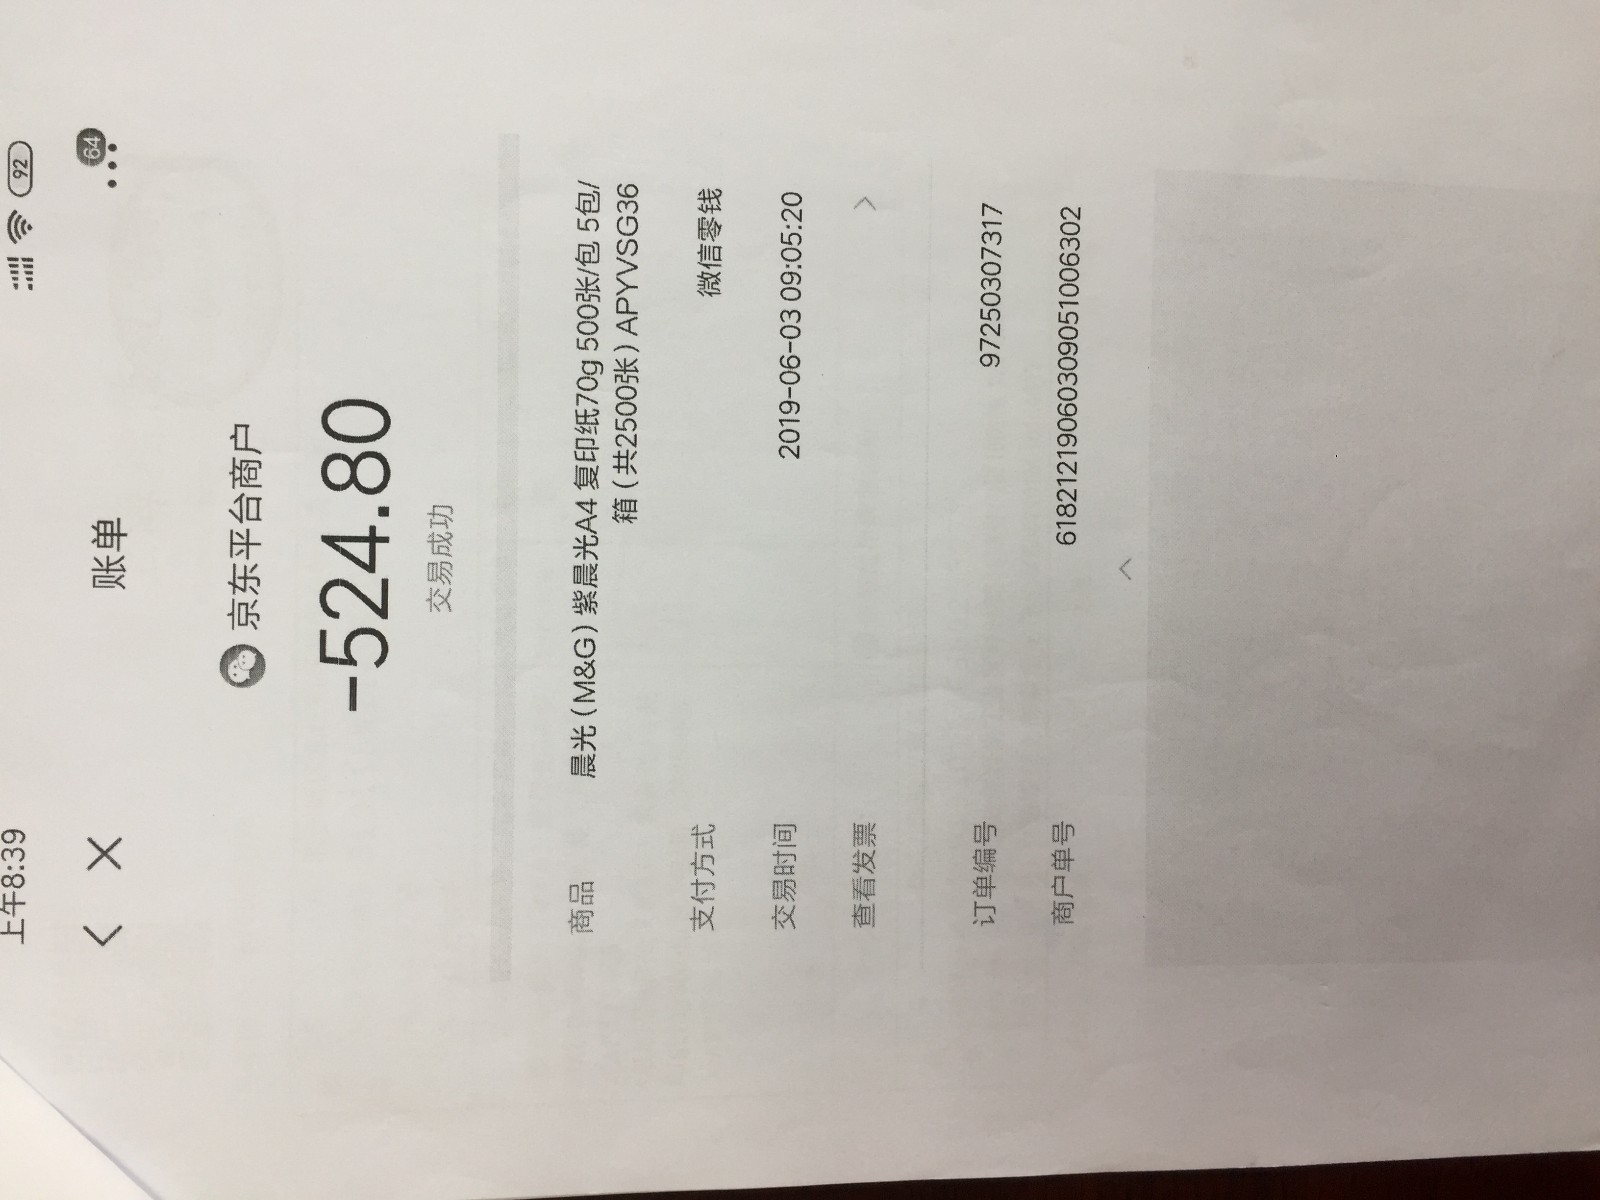 上午8:39 92
64
账单
京东平台商户
-524.80
交易成功
商品 晨光（M&G）紫晨光A4 复印纸70g 500张/包 5包/
箱（共2500张）APYVSG36
支付方式 微信零钱
交易时间 2019-06-03 09:05:20
查看发票
订单编号 97250307317
商户单号 61821219060309051006302